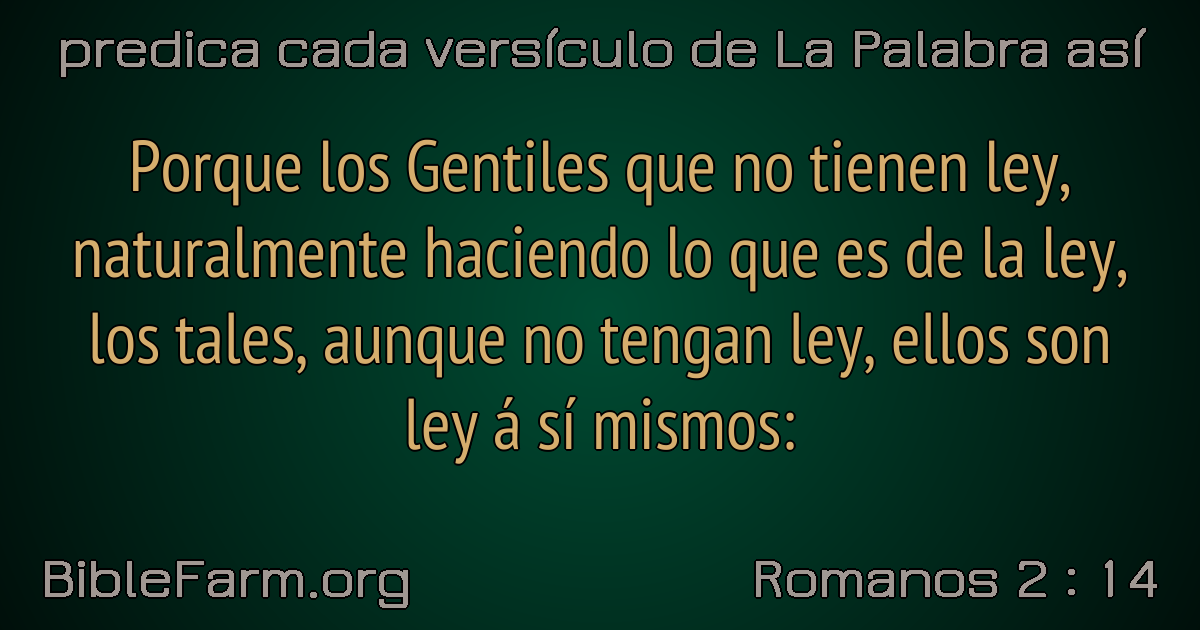 predica cada versículo de La Palabra así
Porque los Gentiles que no tienen ley,
naturalmente haciendo lo que es de la ley,
los tales, aunque no tengan ley, ellos son
ley á sí mismos:
BibleFarm.org
Romanos 2 : 14